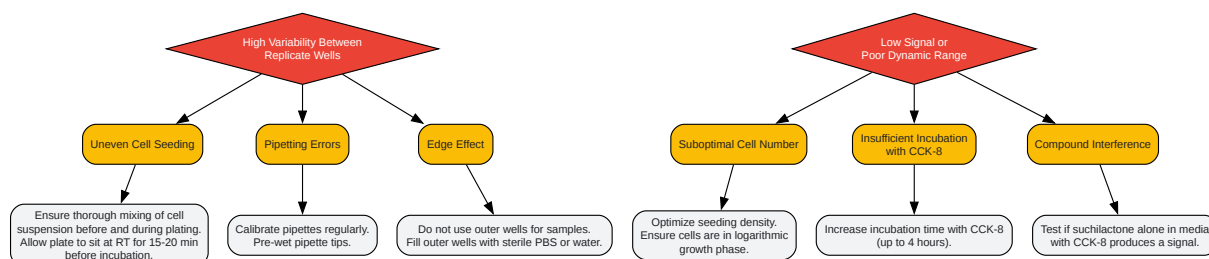 High Variability Between
Replicate Wells
Low Signal or
Poor Dynamic Range
Uneven Cell Seeding
Pipetting Errors
Edge Effect
Suboptimal Cell Number
Insufficient Incubation
with CCK-8
Compound Interference
Ensure thorough mixing of cell
suspension before and during plating.
Allow plate to sit at RT for 15-20 min
before incubation.
Calibrate pipettes regularly.
Pre-wet pipette tips.
Do not use outer wells for samples.
Fill outer wells with sterile PBS or water.
Optimize seeding density.
Ensure cells are in logarithmic
growth phase.
Increase incubation time with CCK-8
(up to 4 hours).
Test if suchilactone alone in media
with CCK-8 produces a signal.